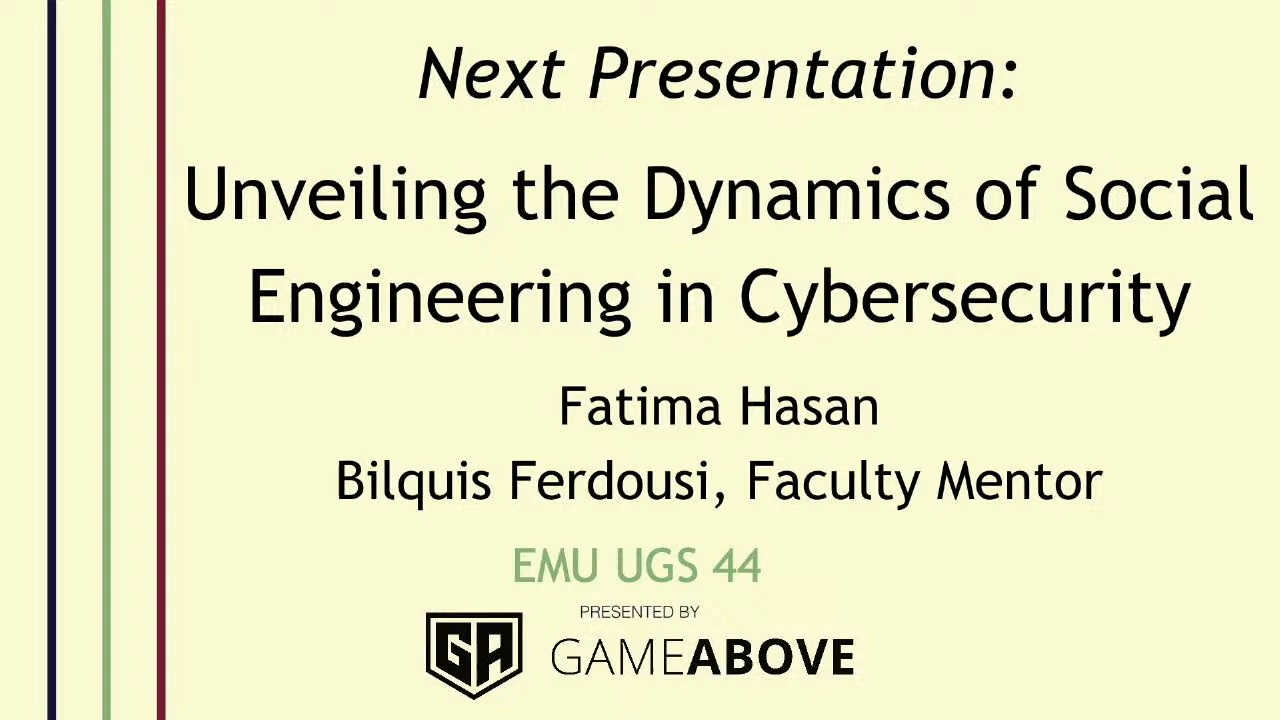 Next Presentation:
Unveiling the Dynamics of Social
Engineering in Cybersecurity
Fatima Hasan
Bilquis Ferdousi, Faculty Mentor
EMU UGS 44
PRESENTED BY
GA GAMEABOVE